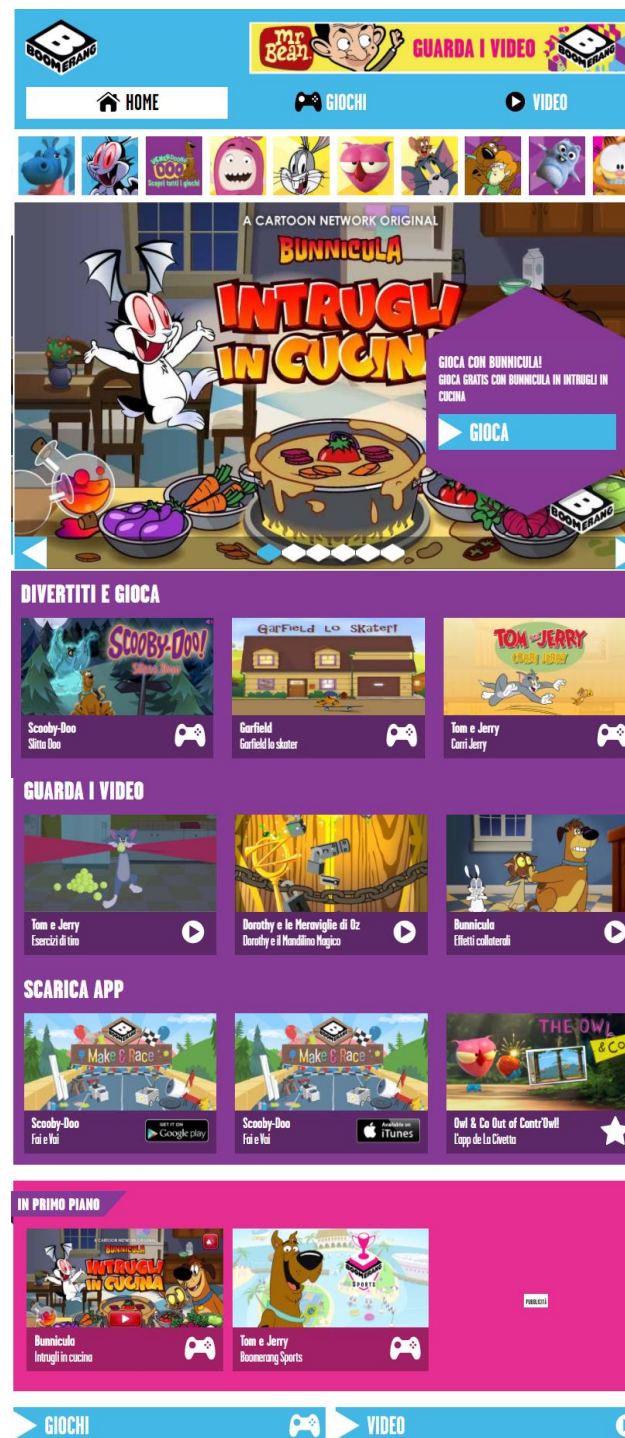 BOOMERANG
Mr Bean
GUARDA I VIDEO
BOOMERANG
HOME
GIOCHI
VIDEO
DOO
Scopri tutti i giochi
A CARTOON NETWORK ORIGINAL
BUNNICULA
INTRUGLI
IN CUCINA
GIOCA CON BUNNICULA!
GIOCA GRATIS CON BUNNICULA IN INTRUGLI IN
CUCINA
GIOCA
BOOMERANG
DIVERTITI E GIOCA
SCOOBY-DOO!
Slitta Doo
GARFIELD LO SKATER!
TOM and JERRY
CORRI JERRY
Scooby-Doo
Slitta Doo
Garfield
Garfield lo skater
Tom e Jerry
Corri Jerry
GUARDA I VIDEO
Tom e Jerry
Esercizi di tiro
Dorothy e le Meraviglie di Oz
Dorothy e il Mandilino Magico
Bunnicula
Effetti collaterali
SCARICA APP
Make & Race
Make & Race
THE OWL
& CO
Scooby-Doo
Fai e Vai
GET IT ON
Google play
Scooby-Doo
Fai e Vai
Available on
iTunes
Owl & Co Out of Contr'Owl!
L'app de La Civetta
IN PRIMO PIANO
A CARTOON NETWORK ORIGINAL
BUNNICULA
INTRUGLI
IN CUCINA
BOOMERANG
SPORTS
PUBBLICITÀ
Bunnicula
Intrugli in cucina
Tom e Jerry
Boomerang Sports
GIOCHI
VIDEO